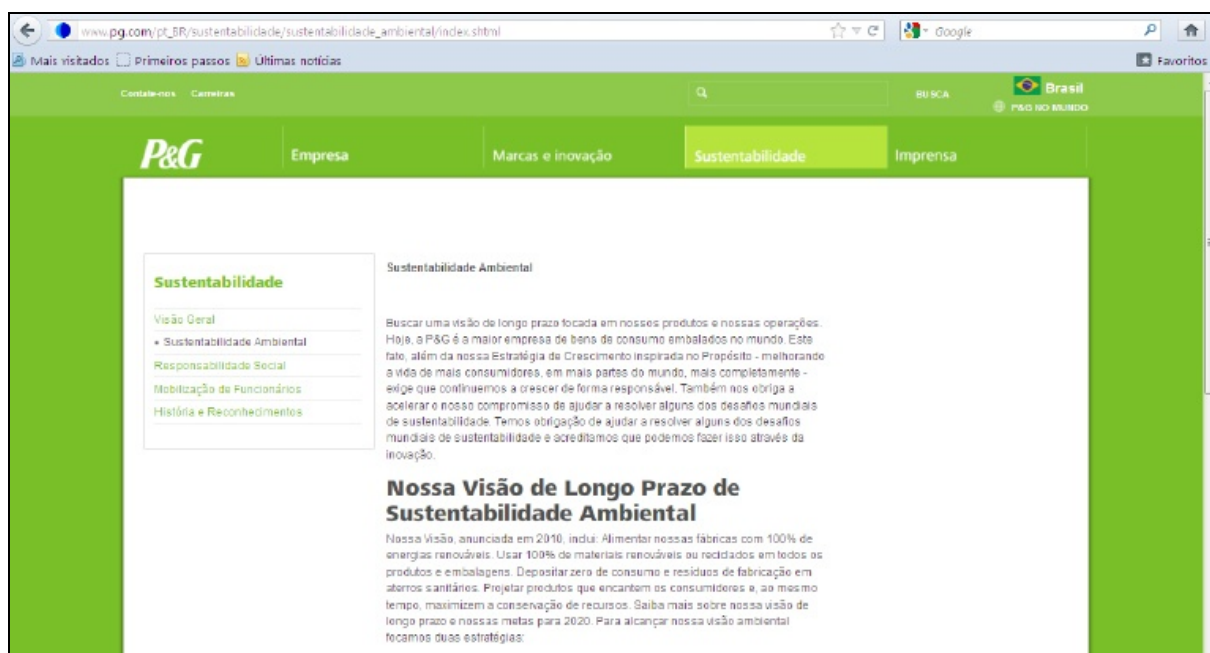 www.pg.com/pt_BR/sustentabilidade/sustentabilidade_ambiental/index.shtml
Google
Mais visitados Primeiros passos Últimas notícias
Favoritos
Contate-nos Carreiras
BUSCA
Brasil
P&G NO MUNDO
P&G
Empresa
Marcas e inovação
Sustentabilidade
Imprensa
Sustentabilidade
Visão Geral
• Sustentabilidade Ambiental
Responsabilidade Social
Mobilização de Funcionários
História e Reconhecimentos
Sustentabilidade Ambiental
Buscar uma visão de longo prazo focada em nossos produtos e nossas operações.
Hoje, a P&G é a maior empresa de bens de consumo embalados no mundo. Este
fato, além da nossa Estratégia de Crescimento inspirada no Propósito - melhorando
a vida de mais consumidores, em mais partes do mundo, mais completamente -
exige que continuemos a crescer de forma responsável. Também nos obriga a
acelerar o nosso compromisso de ajudar a resolver alguns dos desafios mundiais
de sustentabilidade. Temos obrigação de ajudar a resolver alguns dos desafios
mundiais de sustentabilidade e acreditamos que podemos fazer isso através da
inovação.
Nossa Visão de Longo Prazo de
Sustentabilidade Ambiental
Nossa Visão, anunciada em 2010, inclui: Alimentar nossas fábricas com 100% de
energias renováveis. Usar 100% de materiais renováveis ou reciclados em todos os
produtos e embalagens. Depositar zero de consumo e resíduos de fabricação em
aterros sanitários. Projetar produtos que encantem os consumidores e, ao mesmo
tempo, maximizem a conservação de recursos. Saiba mais sobre nossa visão de
longo prazo e nossas metas para 2020. Para alcançar nossa visão ambiental
focamos duas estratégias: